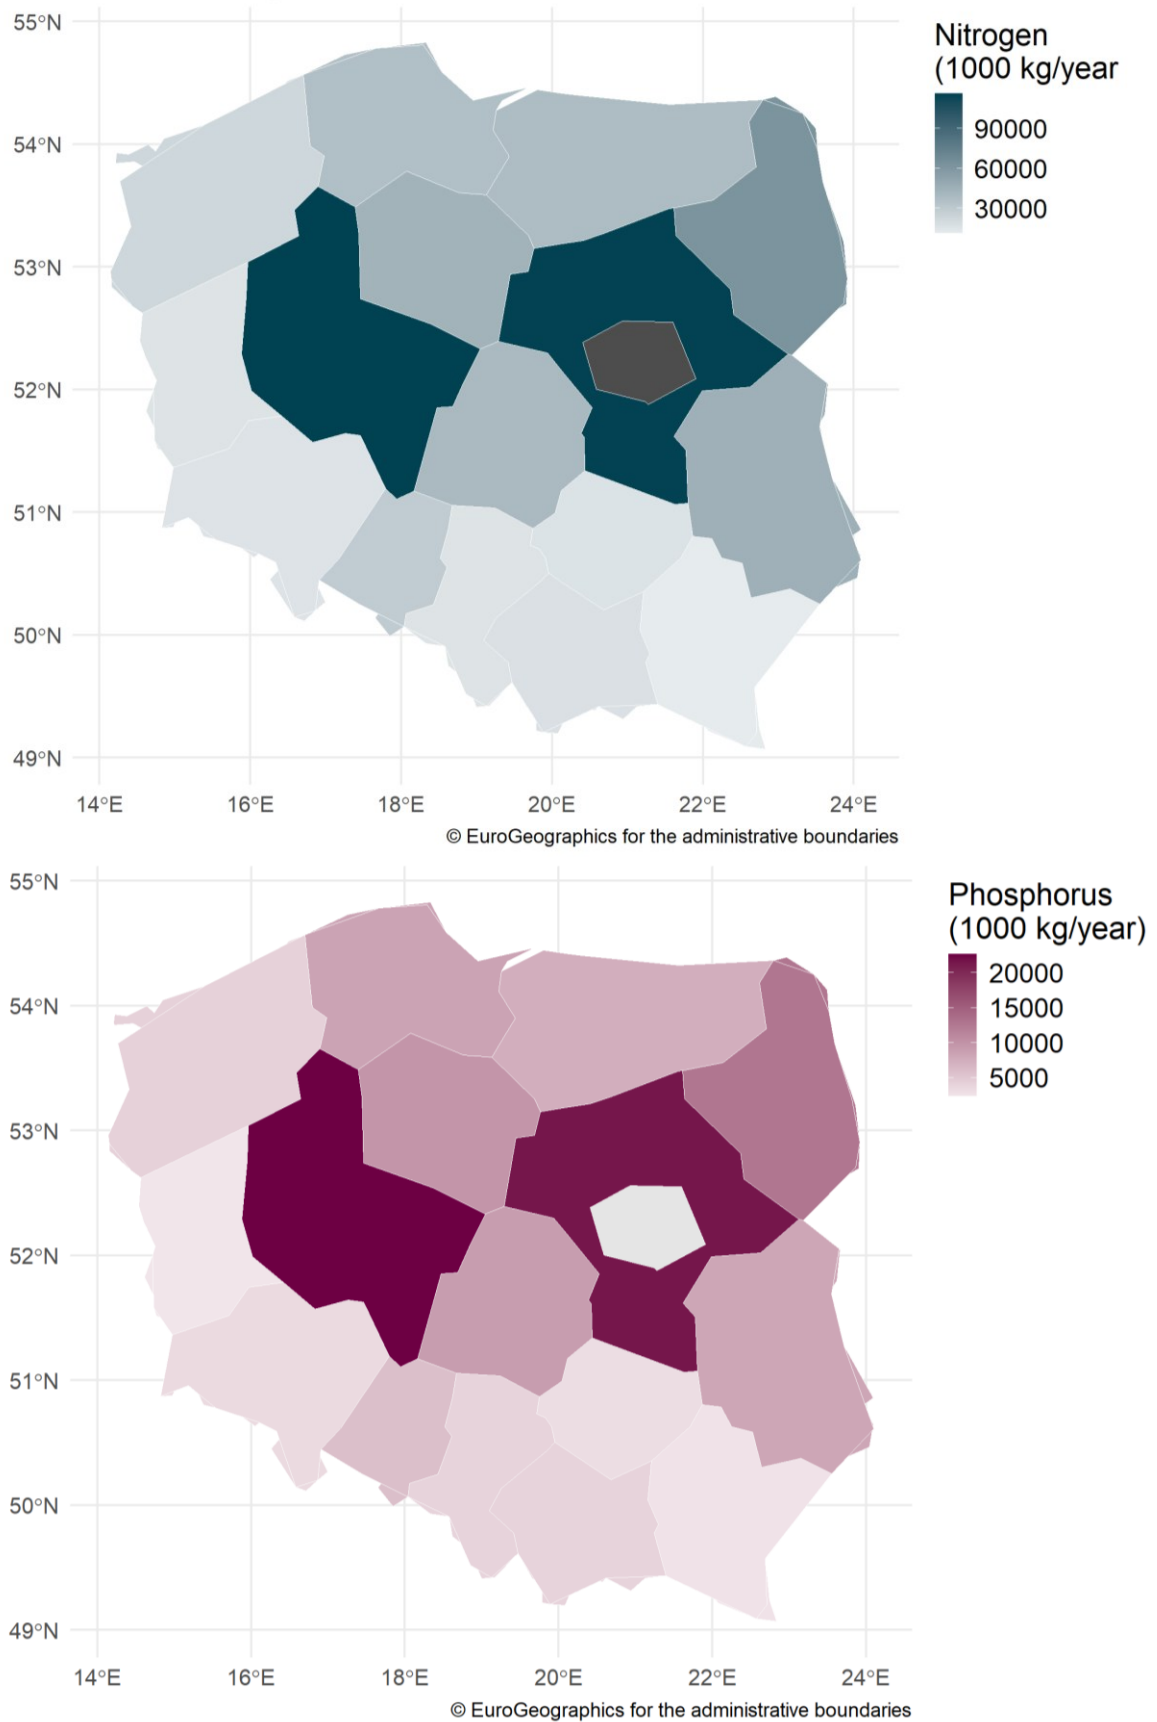 55°N
54°N
53°N
52°N
51°N
50°N
49°N
14°E 16°E 18°E 20°E 22°E 24°E
© EuroGeographics for the administrative boundaries
Nitrogen
(1000 kg/year
90000
60000
30000
55°N
54°N
53°N
52°N
51°N
50°N
49°N
14°E 16°E 18°E 20°E 22°E 24°E
© EuroGeographics for the administrative boundaries
Phosphorus
(1000 kg/year)
20000
15000
10000
5000